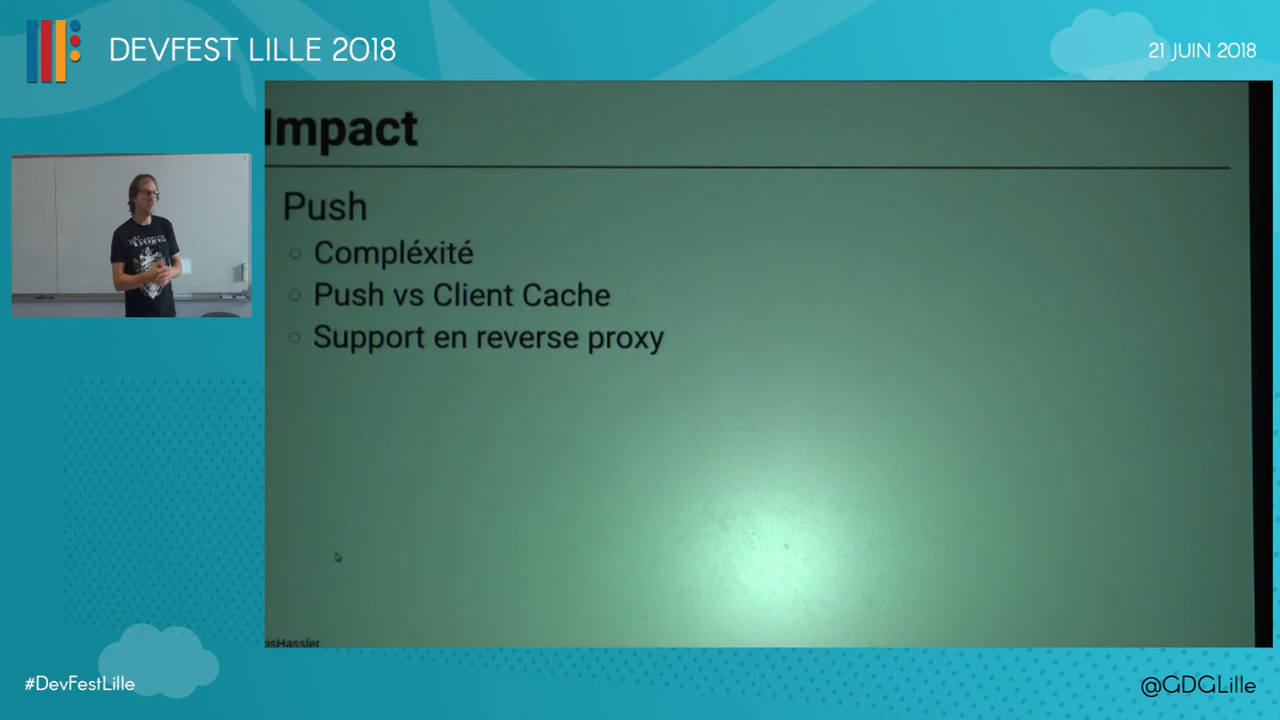 DEVFEST LILLE 2018
21 JUIN 2018
Impact
Push
Compléxité
Push vs Client Cache
Support en reverse proxy
isHassler
#DevFestLille
@GDGLille